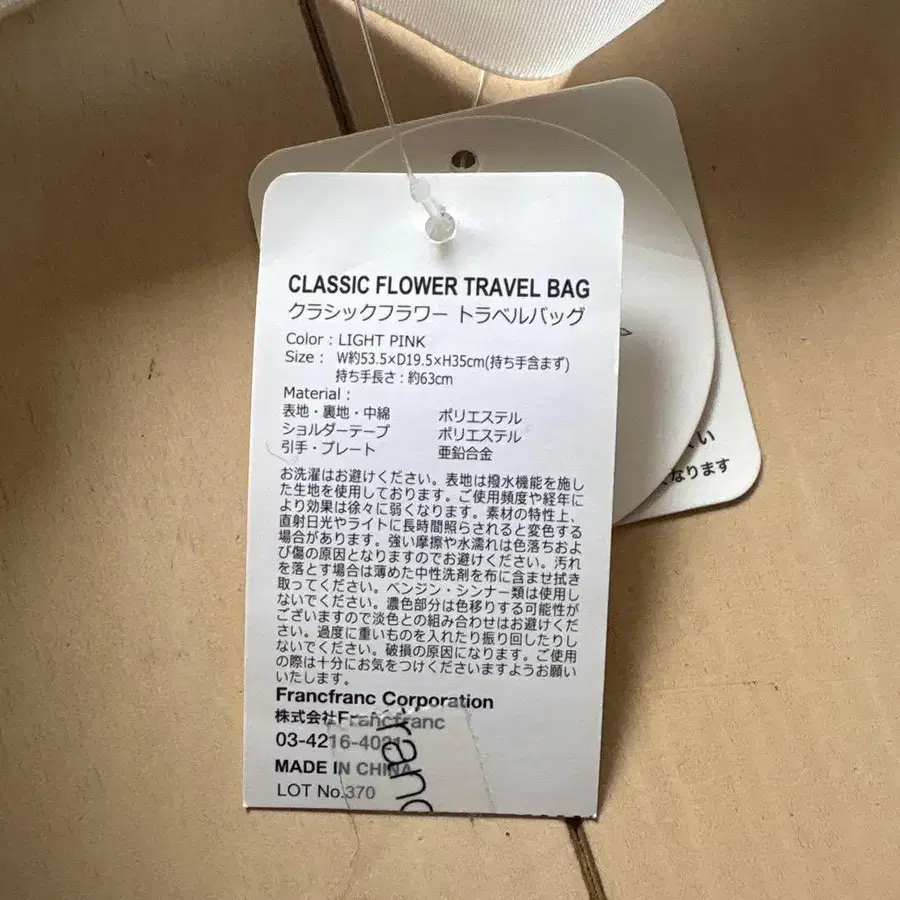 CLASSIC FLOWER TRAVEL BAG
クラシックフラワー トラベルバッグ
Color : LIGHT PINK
Size : W約53.5×D19.5×H35cm(持ち手含まず)
持ち手長さ : 約63cm
Material :
表地・裏地・中綿 ポリエステル
ショルダーテープ ポリエステル
引手・プレート 亜鉛合金
お洗濯はお避けください。表地は撥水機能を施し
た生地を使用しております。ご使用頻度や経年に
より効果は徐々に弱くなります。素材の特性上、
直射日光やライトに長時間照らされると変色する
場合があります。強い摩擦や水濡れは色落ちおよ
び傷の原因となりますのでお避けください。汚れ
を落とす場合は薄めた中性洗剤を布に含ませ拭き
取ってください。ベンジン・シンナー類は使用し
ないでください。濃色部分は色移りする可能性が
ございますので淡色との組み合わせはお避けくだ
さい。過度に重いものを入れたり振り回したりし
ないでください。破損の原因になります。ご使用
の際は十分にお気をつけくださいますようお願い
いたします。
Francfranc Corporation
株式会社Francfranc
03-4216-4021
MADE IN CHINA
LOT No.370
ranc
い
なります